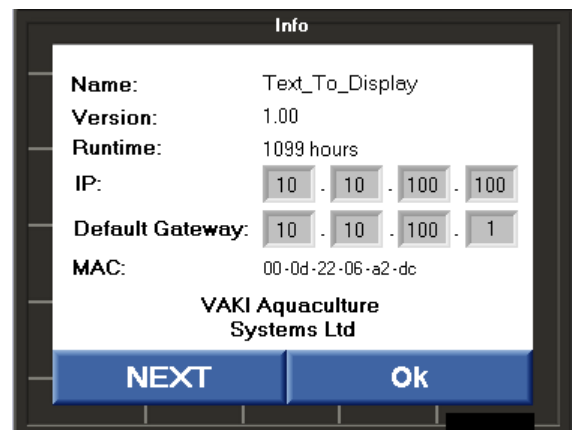 Info
Name: Text_To_Display
Version: 1.00
Runtime: 1099 hours
IP: 10 . 10 . 100 . 100
Default Gateway: 10 . 10 . 100 . 1
MAC: 00-0d-22-06-a2-dc
VAKI Aquaculture
Systems Ltd
NEXT Ok